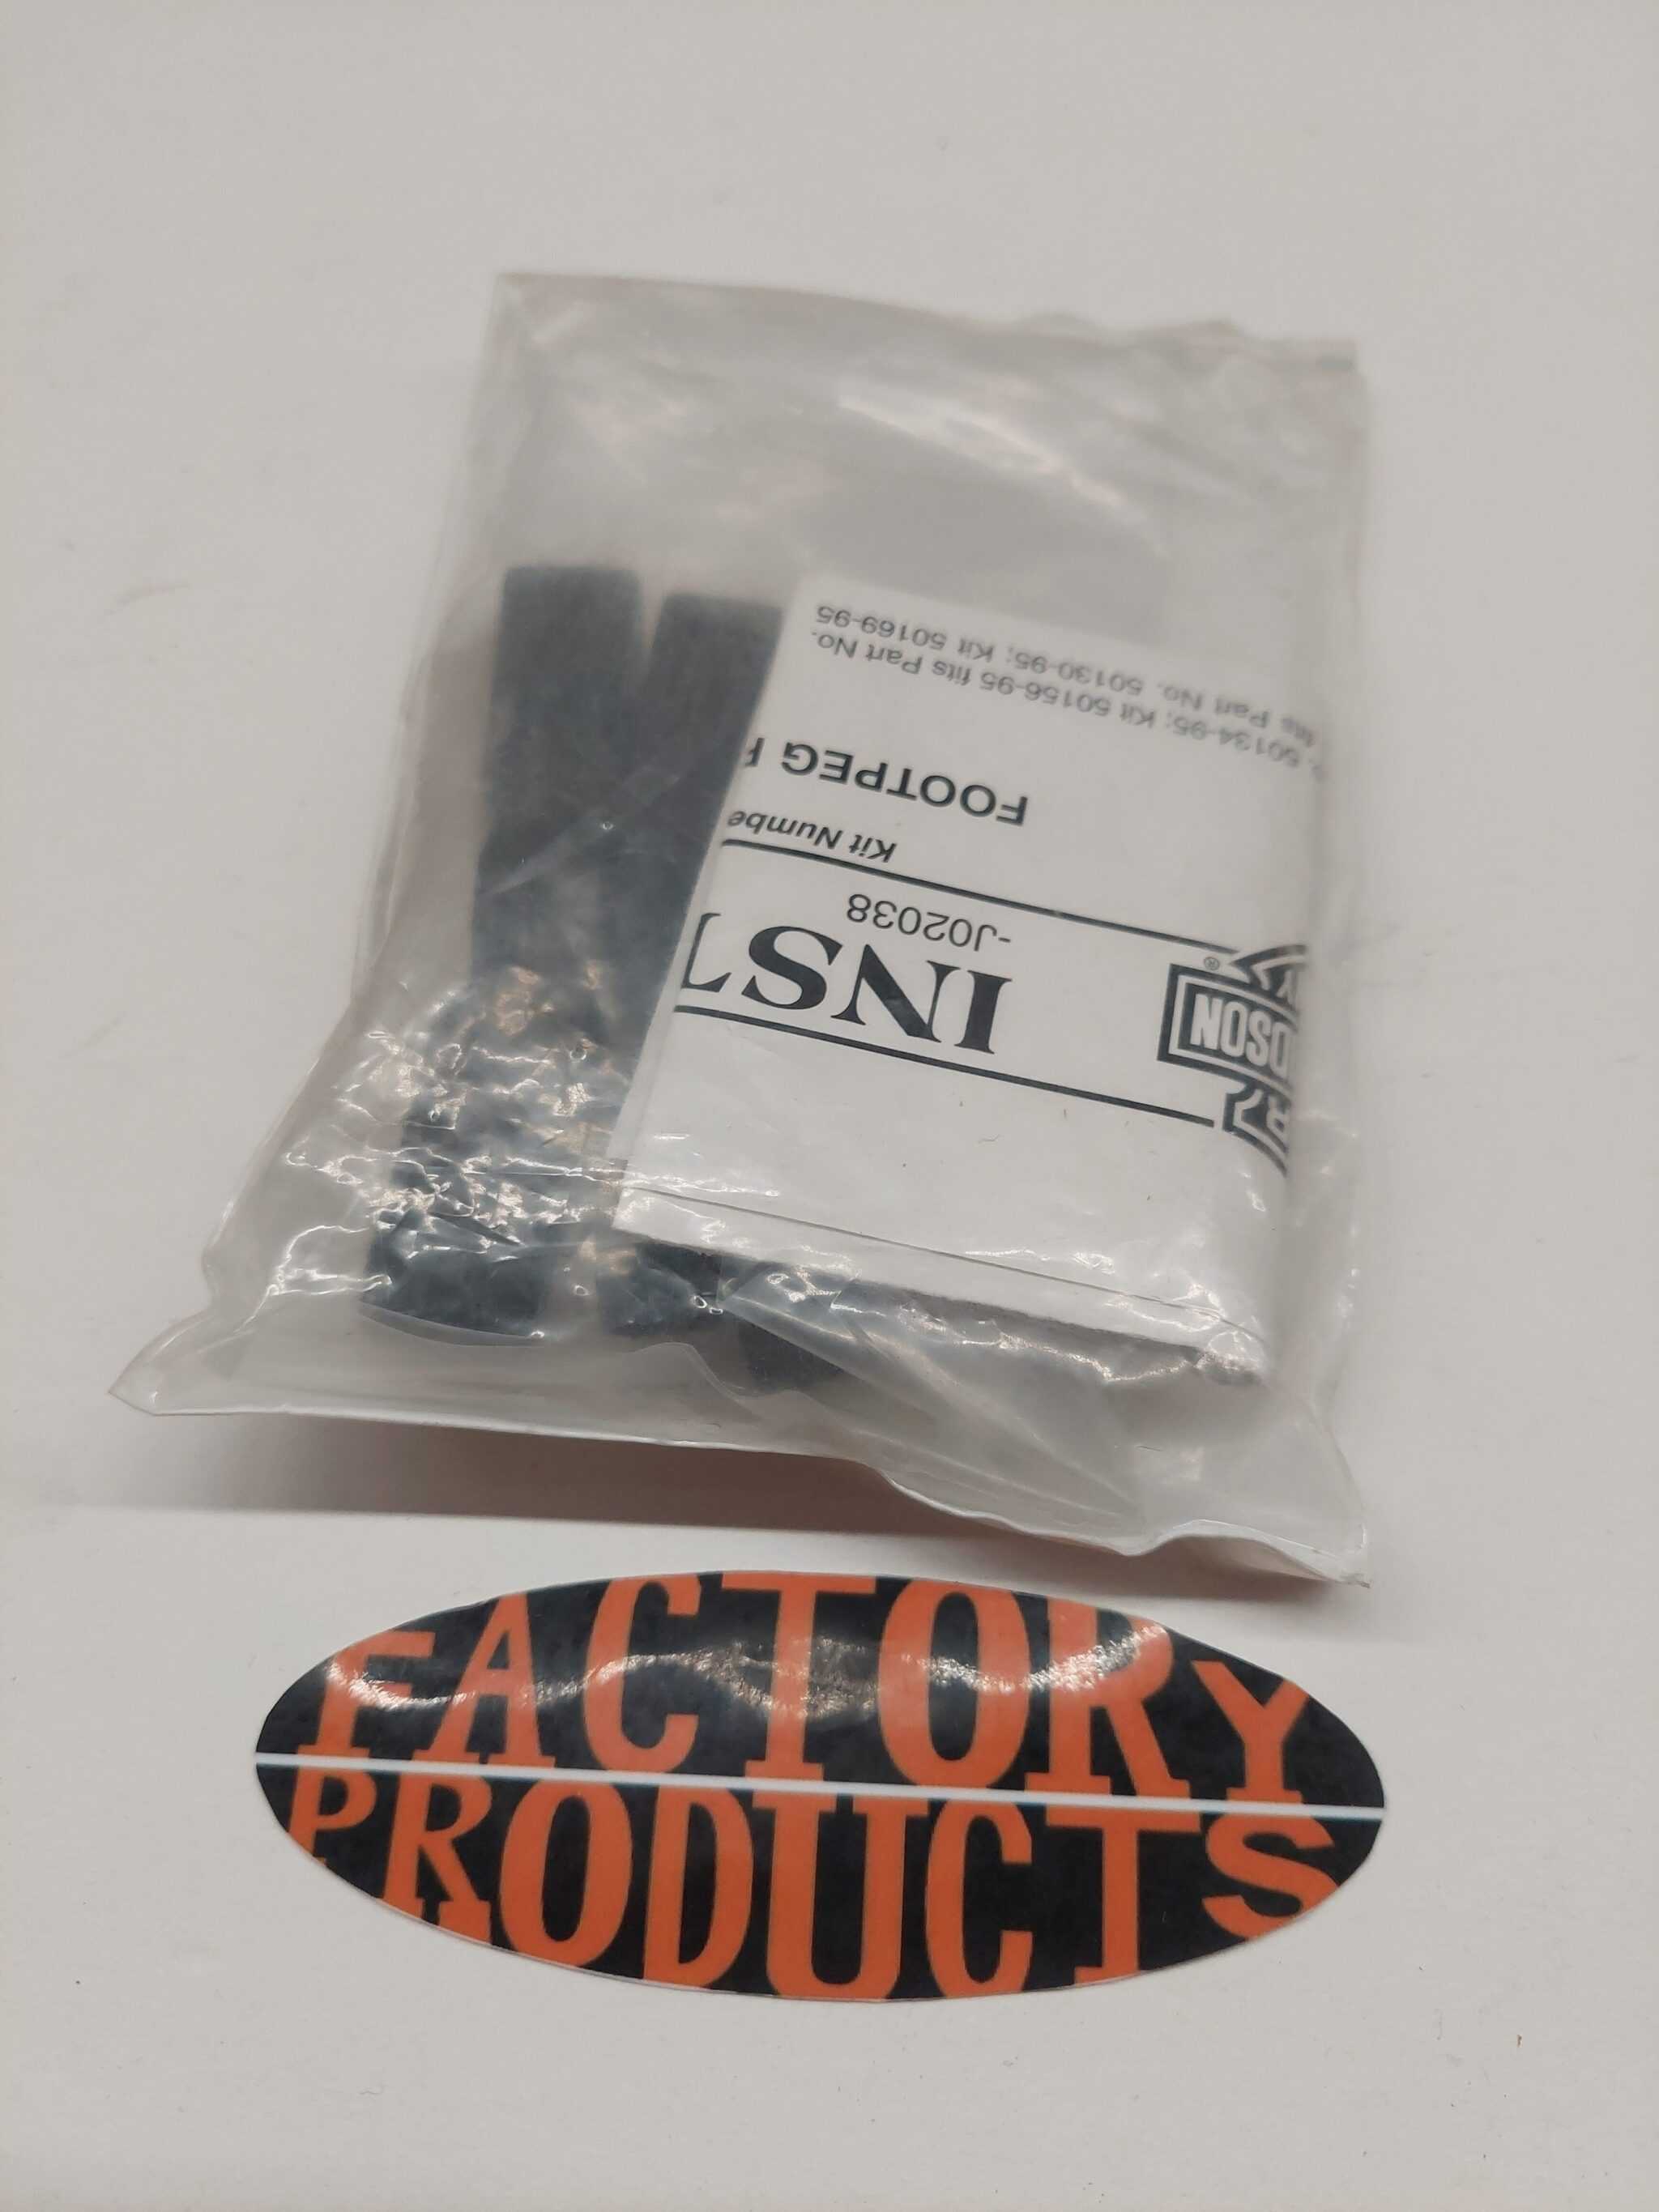 DSON
®
INST
-J02038
Kit Numbe
FOOTPEG
50134-95; Kit 50156-95 fits Part No.
fits Part No. 50130-95; Kit 50169-95
FACTORY
PRODUCTS